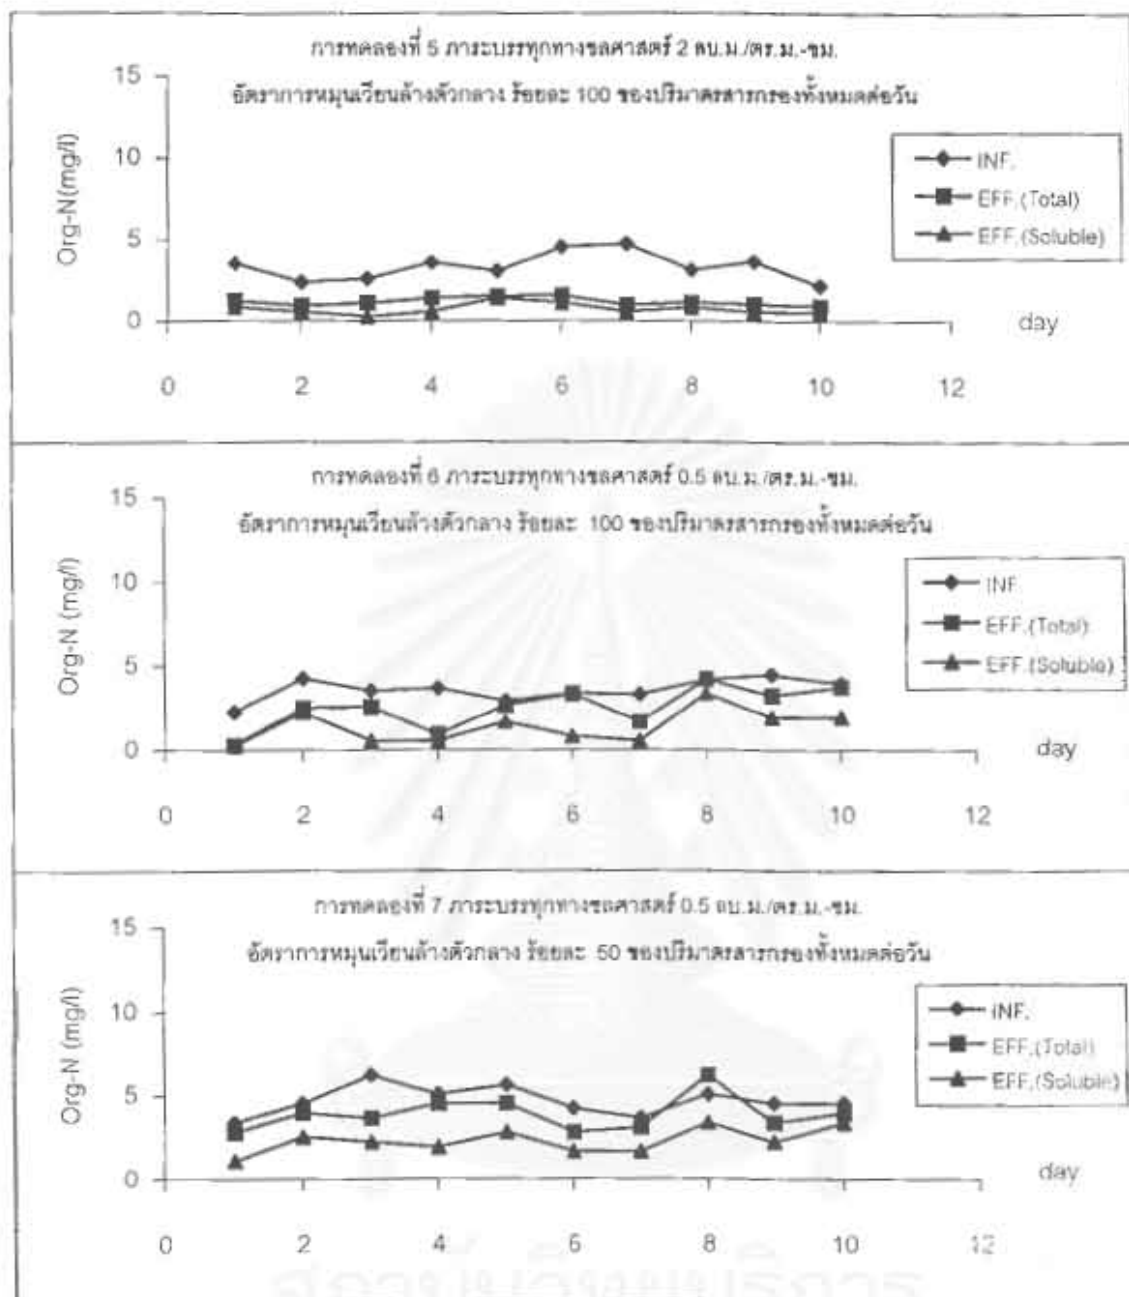 การทดลองที่ 5 ภาระบรรทุกทางชลศาสตร์ 2 ลบ.ม./ตร.ม.-ชม.
อัตราการหมุนเวียนล้างตัวกลาง ร้อยละ 100 ของปริมาตรสารกรองทั้งหมดต่อวัน
15
10
5
0
Org-N(mg/l)
INF.
EFF.(Total)
EFF.(Soluble)
day
0 2 4 6 8 10 12
การทดลองที่ 6 ภาระบรรทุกทางชลศาสตร์ 0.5 ลบ.ม./ตร.ม.-ชม.
อัตราการหมุนเวียนล้างตัวกลาง ร้อยละ 100 ของปริมาตรสารกรองทั้งหมดต่อวัน
15
10
5
0
Org-N (mg/l)
INF.
EFF.(Total)
EFF.(Soluble)
day
0 2 4 6 8 10 12
การทดลองที่ 7 ภาระบรรทุกทางชลศาสตร์ 0.5 ลบ.ม./ตร.ม.-ชม.
อัตราการหมุนเวียนล้างตัวกลาง ร้อยละ 50 ของปริมาตรสารกรองทั้งหมดต่อวัน
15
10
5
0
Org-N (mg/l)
INF.
EFF.(Total)
EFF.(Soluble)
day
0 2 4 6 8 10 12